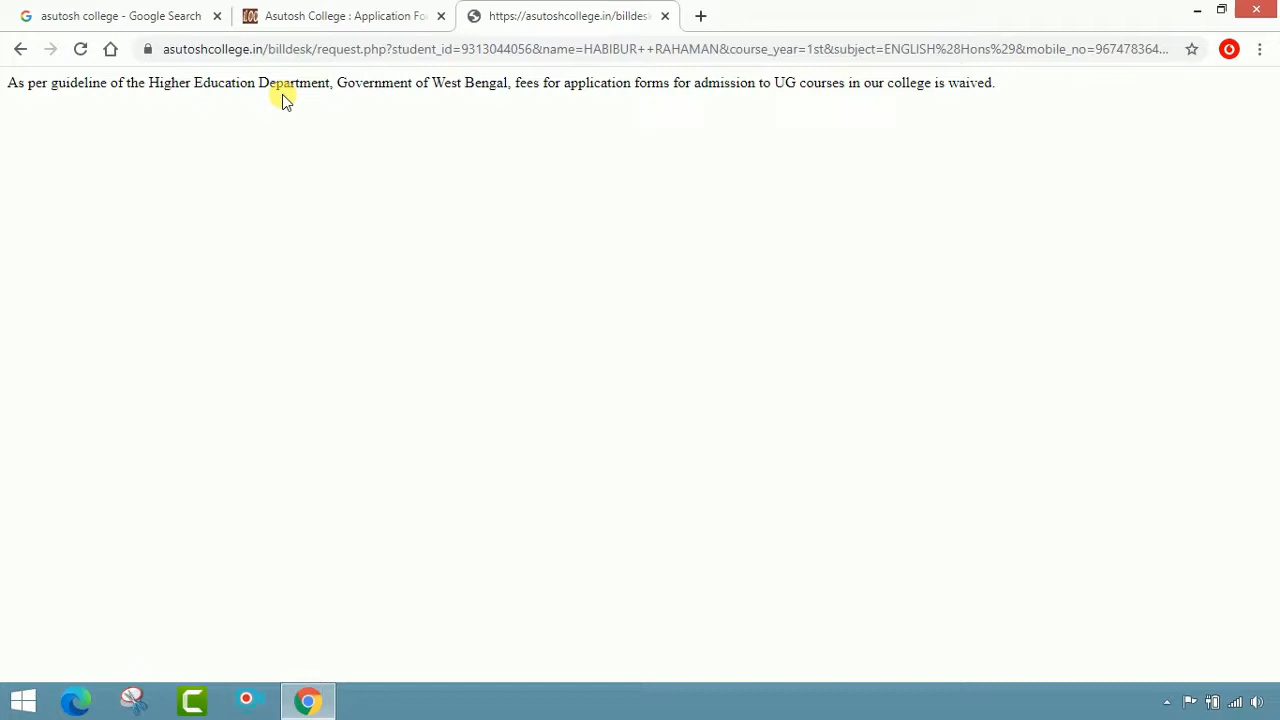 asutosh college - Google Search
Asutosh College : Application Fo
https://asutoshcollege.in/billdesk
asutoshcollege.in/billdesk/request.php?student_id=9313044056&name=HABIBUR++RAHAMAN&course_year=1st&subject=ENGLISH%28Hons%29&mobile_no=967478364...
As per guideline of the Higher Education Department, Government of West Bengal, fees for application forms for admission to UG courses in our college is waived.